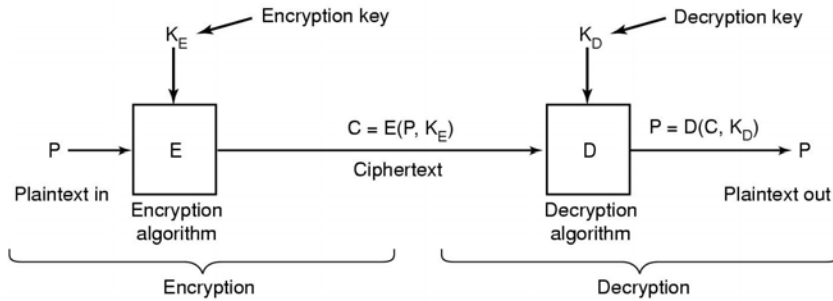 Encryption key
Decryption key
K_E
K_D
C = E(P, K_E)
P = D(C, K_D)
P
E
D
P
Ciphertext
Plaintext in
Plaintext out
Encryption
algorithm
Decryption
algorithm
Encryption
Decryption